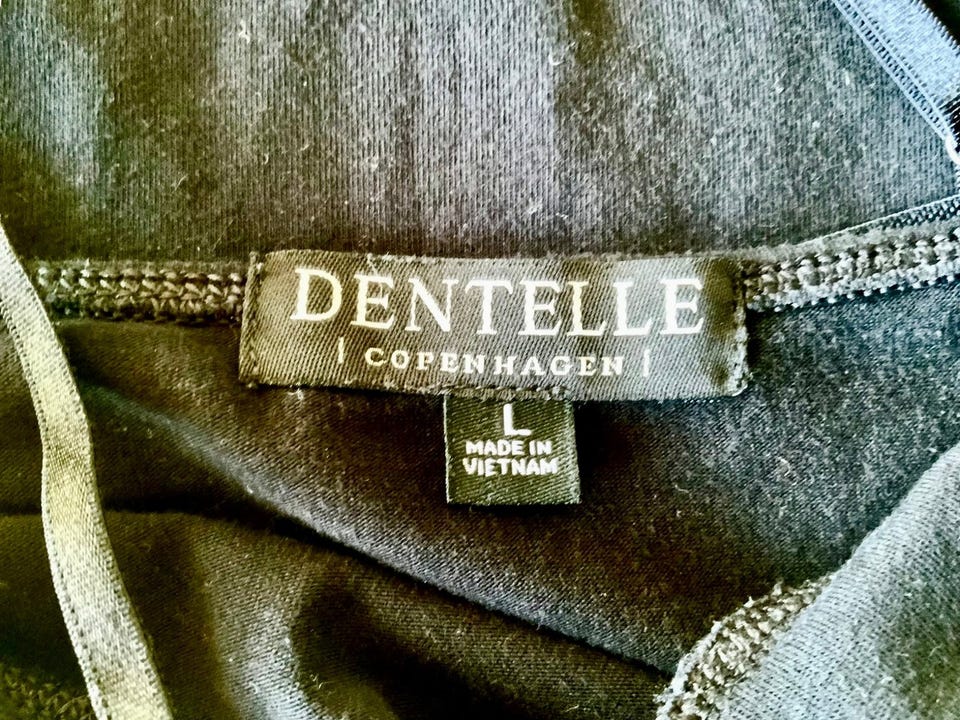 DENTELLE
| COPENHAGEN |
L
MADE IN
VIETNAM